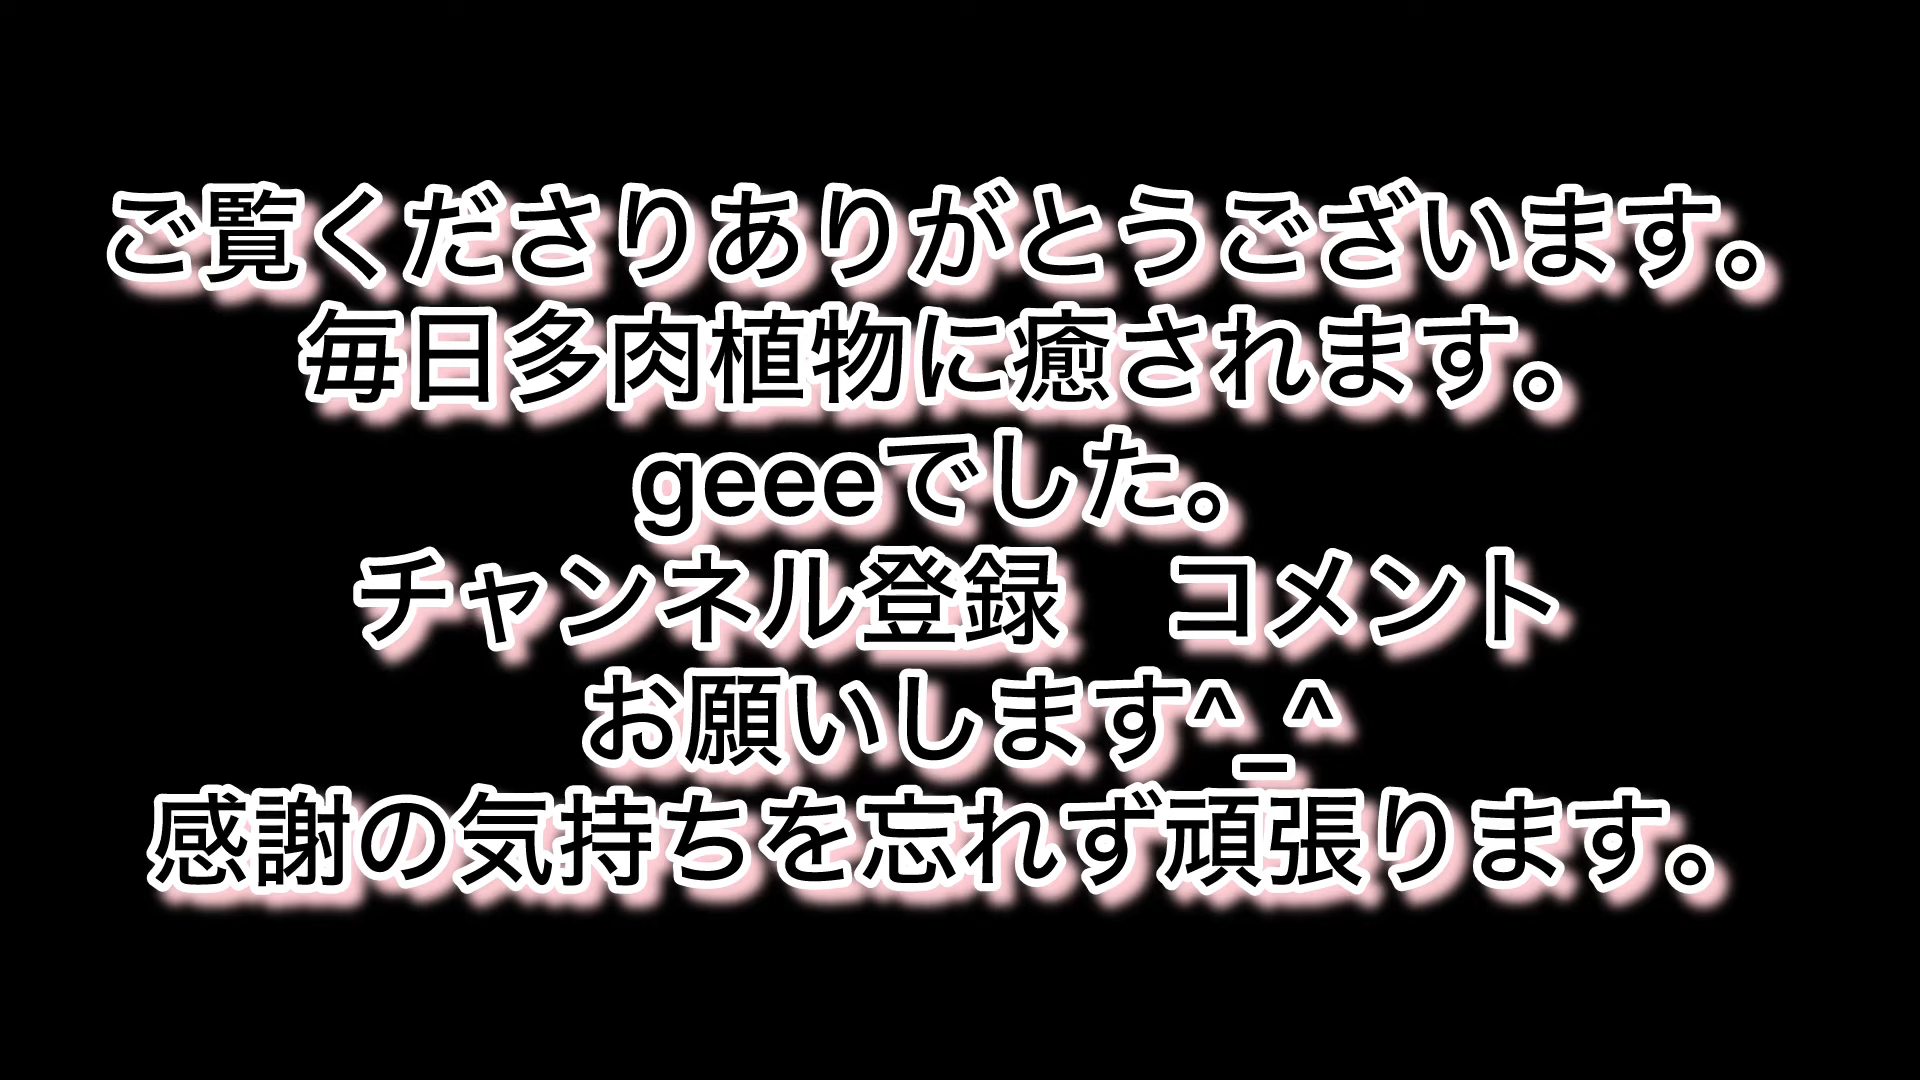 ご覧くださりありがとうございます。
毎日多肉植物に癒されます。
geeeでした。
チャンネル登録　コメント
お願いします^_^
感謝の気持ちを忘れず頑張ります。